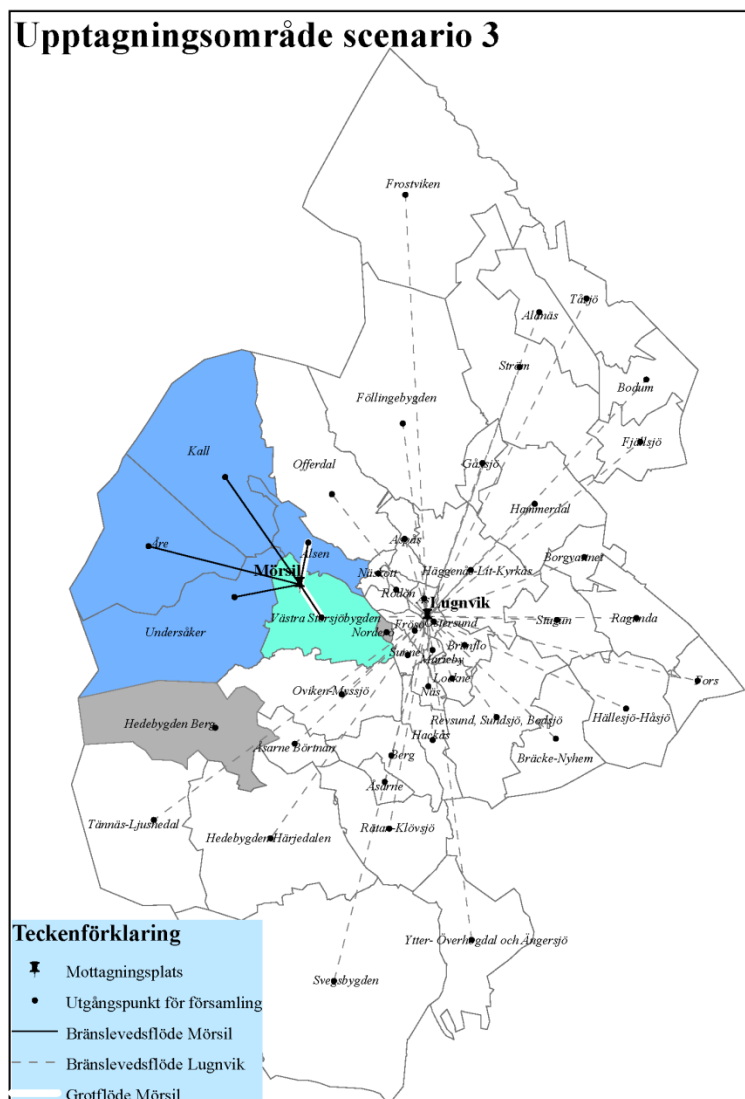 Upptagningsområde scenario 3
Frostviken
Tåsjö
Alanäs
Ström
Bodum
Föllingebygden
Fjällsjö
Kall
Offerdal
Gåxsjö
Hammerdal
Åre
Alsen
Aspås
Borgvattnet
Mörsil
Näskott
Häggenås-Lit-Kyrkås
Rödön
Lugnvik
Västra Storsjöbygden
Östersund
Stugun
Ragunda
Undersåker
Norderö
Frösö
Sunne
Marieby
Brunflo
Lockne
Fors
Oviken-Myssjö
Näs
Hedebygden Berg
Revsund, Sundsjö, Bodsjö
Hällesjö-Håsjö
Åsarne Börtnan
Hackås
Bräcke-Nyhem
Berg
Åsarne
Tännäs-Ljusnedal
Hedebygden Härjedalen
Rätan-Klövsjö
Ytter- Överhogdal och Ängersjö
Svegsbygden
Teckenförklaring
Mottagningsplats
Utgångspunkt för församling
Bränslevedsflöde Mörsil
Bränslevedsflöde Lugnvik
Grotflöde Mörsil